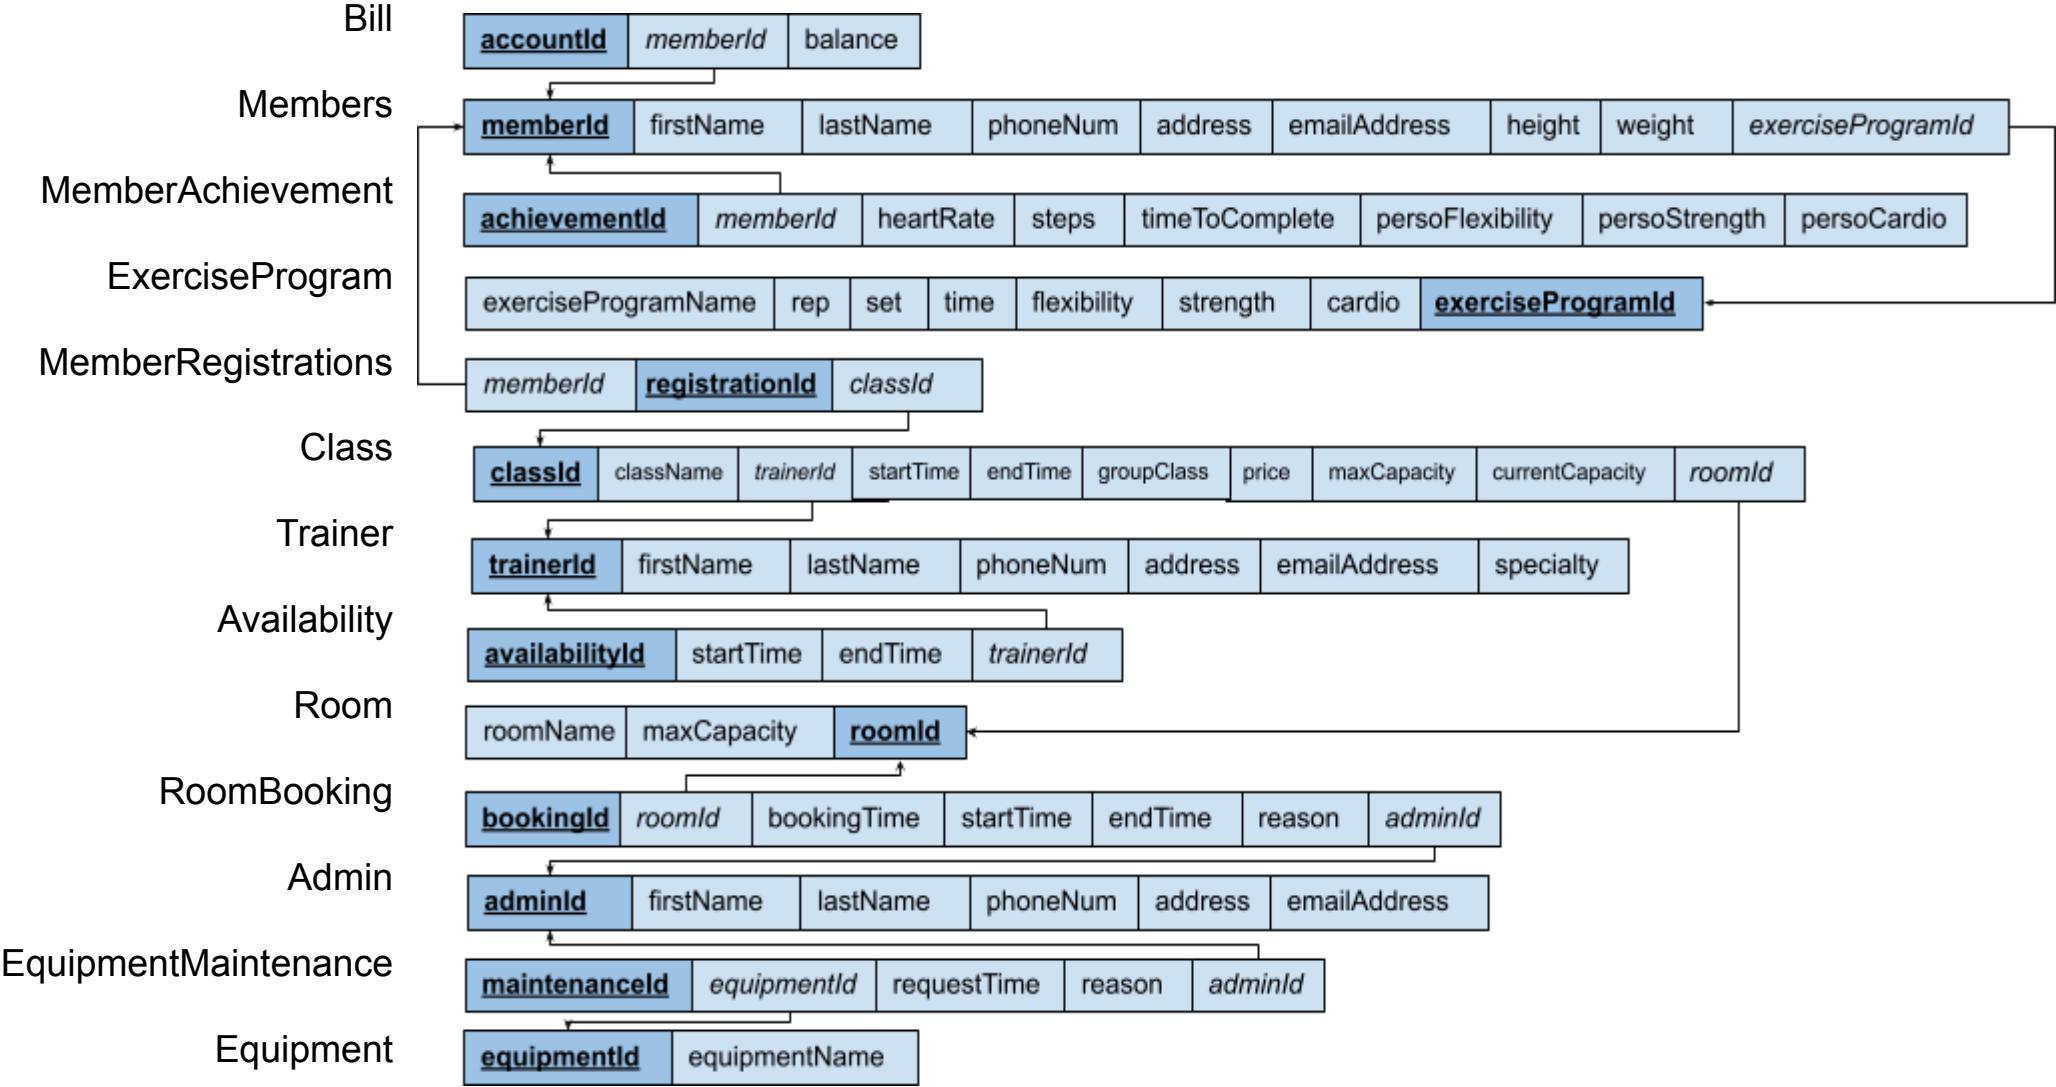 Bill
accountId memberId balance
Members
memberId firstName lastName phoneNum address emailAddress height weight exerciseProgramId
MemberAchievement
achievementId memberId heartRate steps timeToComplete persoFlexibility persoStrength persoCardio
ExerciseProgram
exerciseProgramName rep set time flexibility strength cardio exerciseProgramId
MemberRegistrations
memberId registrationId classId
Class
classId className trainerId startTime endTime groupClass price maxCapacity currentCapacity roomId
Trainer
trainerId firstName lastName phoneNum address emailAddress specialty
Availability
availabilityId startTime endTime trainerId
Room
roomName maxCapacity roomId
RoomBooking
bookingId roomId bookingTime startTime endTime reason adminId
Admin
adminId firstName lastName phoneNum address emailAddress
EquipmentMaintenance
maintenanceId equipmentId requestTime reason adminId
Equipment
equipmentId equipmentName